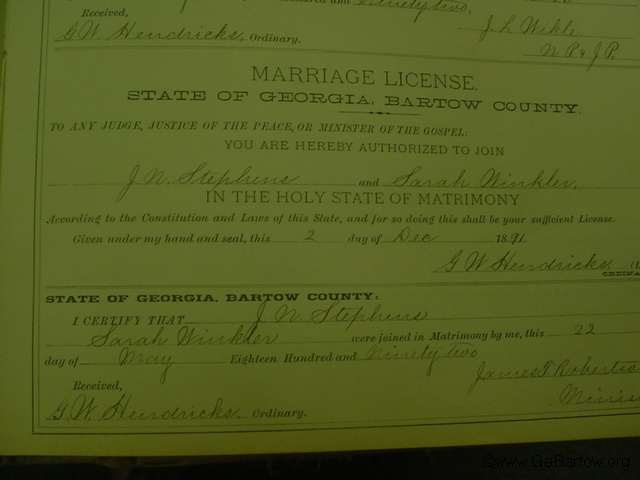 Received, Hundred and Ninety two,
G. W. Hendricks, Ordinary. J L Wikle
N P & J. P.
MARRIAGE LICENSE.
STATE OF GEORGIA, BARTOW COUNTY.
TO ANY JUDGE, JUSTICE OF THE PEACE, OR MINISTER OF THE GOSPEL:
YOU ARE HEREBY AUTHORIZED TO JOIN
J. N. Stephens and Sarah Winkler,
IN THE HOLY STATE OF MATRIMONY
According to the Constitution and Laws of this State, and for so doing this shall be your sufficient License.
Given under my hand and seal, this 2 day of Dec 1891.
G W Hendricks,
STATE OF GEORGIA, BARTOW COUNTY:
I CERTIFY THAT J. N. Stephens
Sarah Winkler were joined in Matrimony by me, this 22
day of May Eighteen Hundred and Ninety two
Received, James T. Robertso
G. W. Hendricks. Ordinary. Minis
©www.GaBartow.org